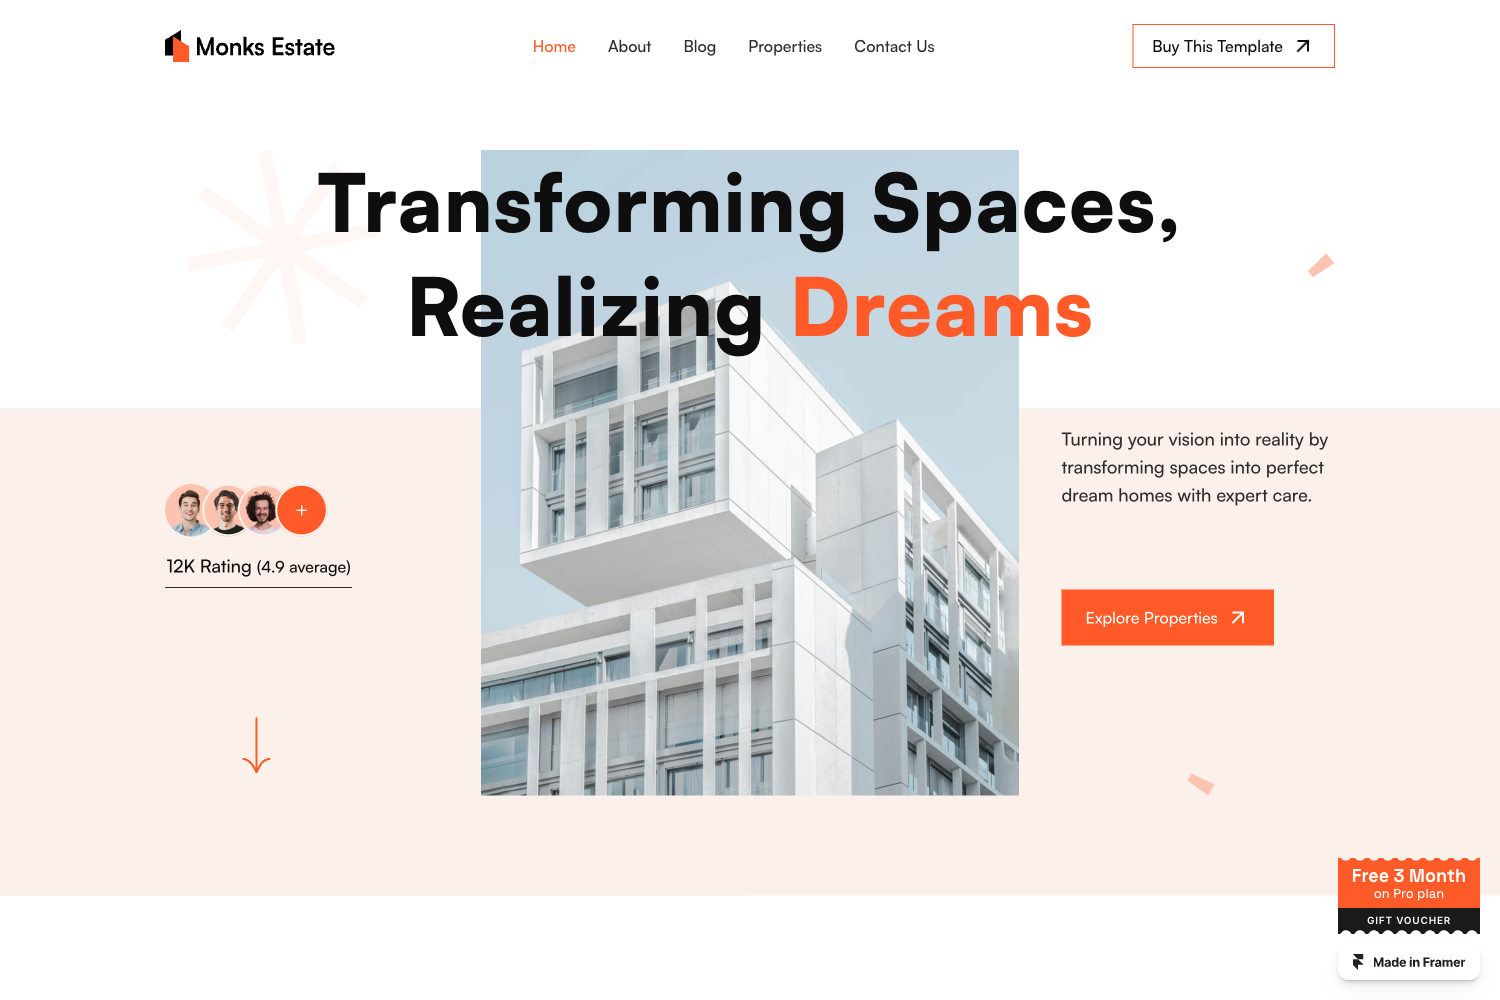 Monks Estate
Home
About
Blog
Properties
Contact Us
Buy This Template
Transforming Spaces,
Realizing Dreams
12K Rating (4.9 average)
Turning your vision into reality by
transforming spaces into perfect
dream homes with expert care.
Explore Properties
Free 3 Month
on Pro plan
GIFT VOUCHER
Made in Framer